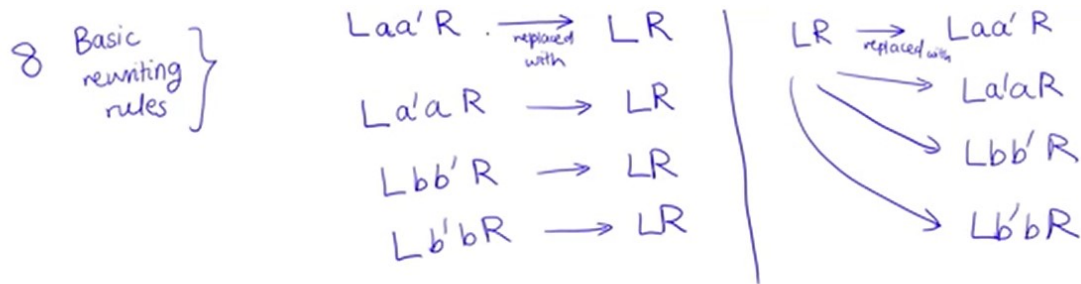 8 Basic rewriting rules }
Laa' R . → replaced with LR
La'a R → LR
Lbb' R → LR
Lb'bR → LR
LR → replaced with Laa' R
→ La'aR
→ Lbb' R
→ Lb'bR